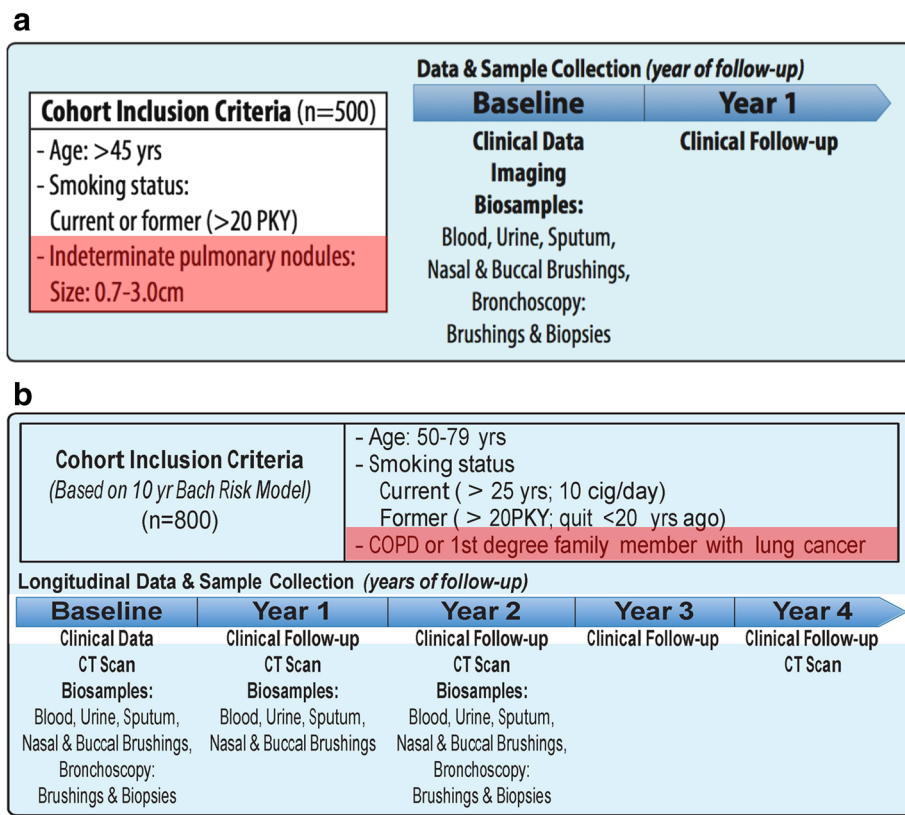 a
Data & Sample Collection (year of follow-up)
Cohort Inclusion Criteria (n=500)
- Age: >45 yrs
- Smoking status:
Current or former (>20 PKY)
- Indeterminate pulmonary nodules:
Size: 0.7-3.0cm
Baseline
Year 1
Clinical Data
Imaging
Biosamples:
Blood, Urine, Sputum,
Nasal & Buccal Brushings,
Bronchoscopy:
Brushings & Biopsies
Clinical Follow-up
b
Cohort Inclusion Criteria
(Based on 10 yr Bach Risk Model)
(n=800)
- Age: 50-79 yrs
- Smoking status
Current ( > 25 yrs; 10 cig/day)
Former ( > 20PKY; quit <20 yrs ago)
- COPD or 1st degree family member with lung cancer
Longitudinal Data & Sample Collection (years of follow-up)
Baseline
Year 1
Year 2
Year 3
Year 4
Clinical Data
CT Scan
Biosamples:
Blood, Urine, Sputum,
Nasal & Buccal Brushings,
Bronchoscopy:
Brushings & Biopsies
Clinical Follow-up
CT Scan
Biosamples:
Blood, Urine, Sputum,
Nasal & Buccal Brushings
Clinical Follow-up
CT Scan
Biosamples:
Blood, Urine, Sputum,
Nasal & Buccal Brushings,
Bronchoscopy:
Brushings & Biopsies
Clinical Follow-up
Clinical Follow-up
CT Scan